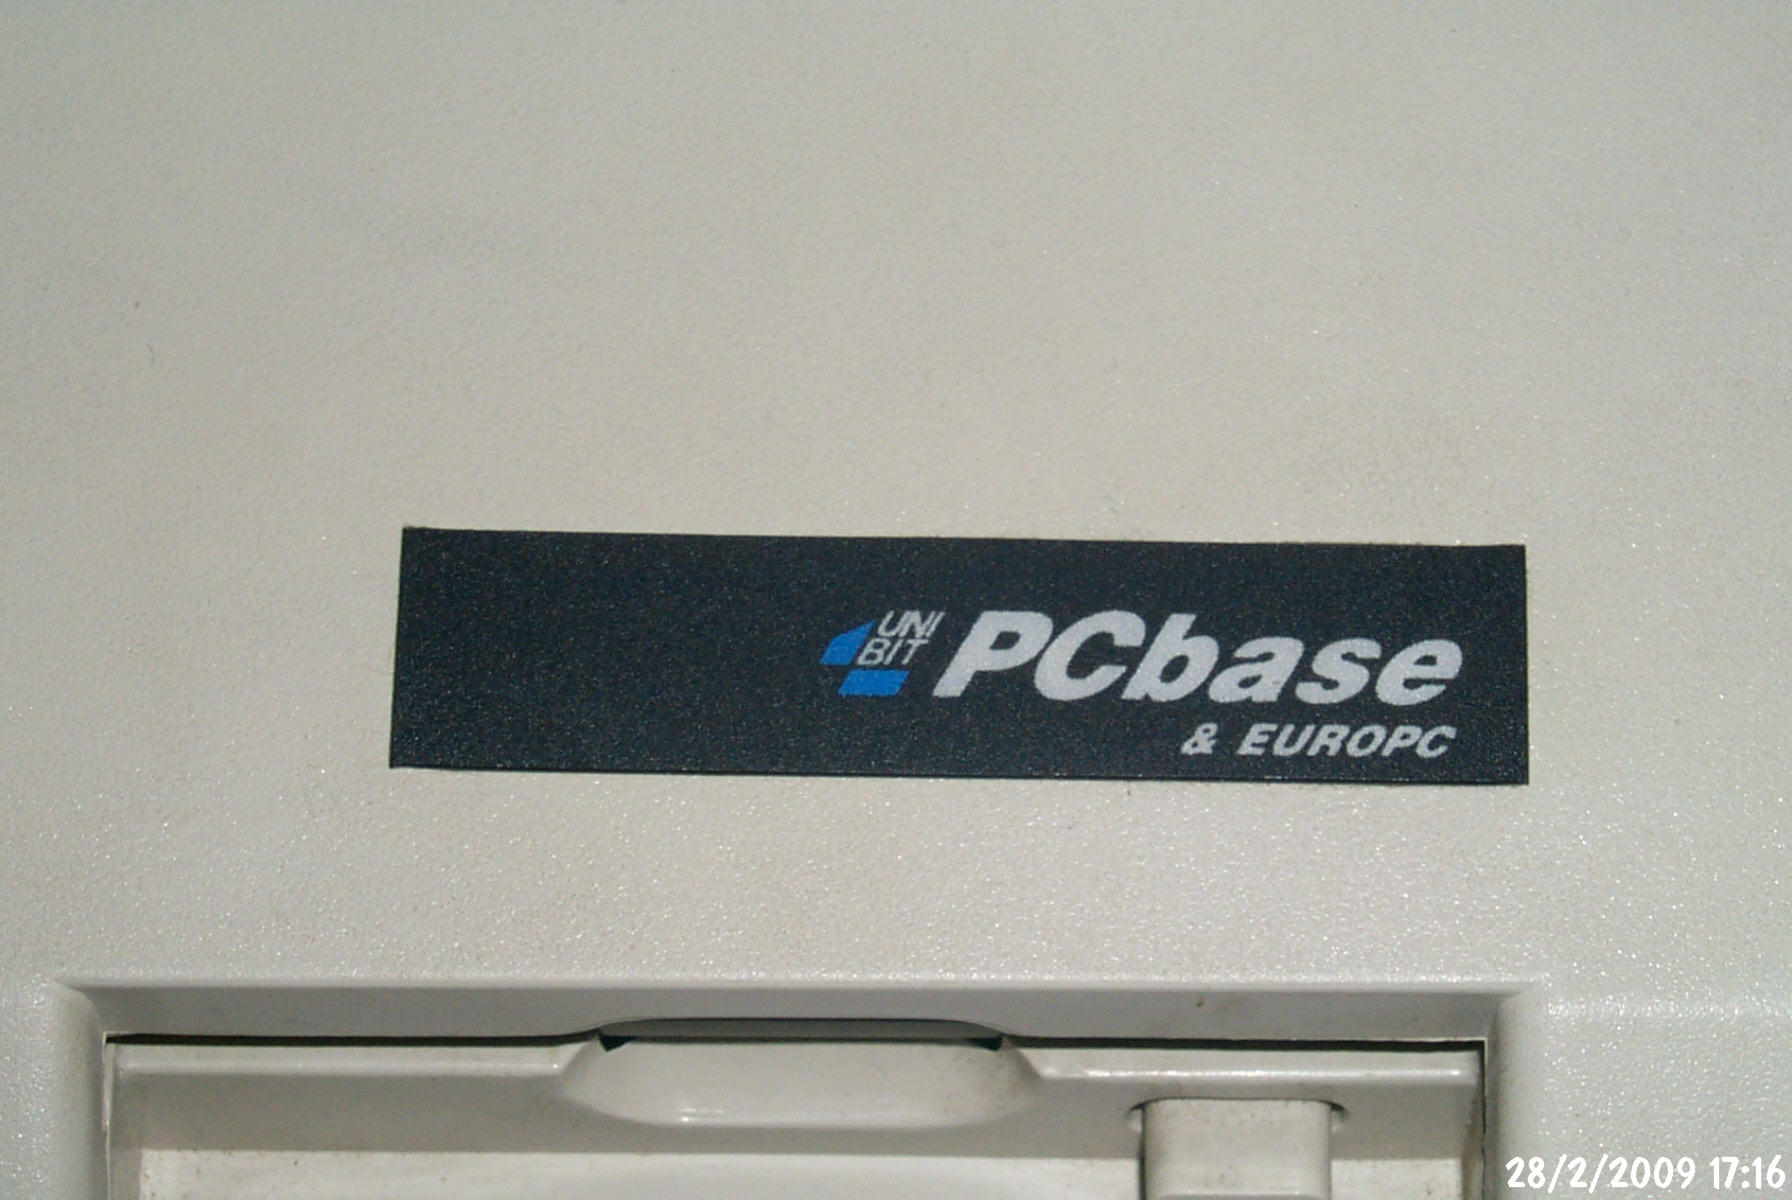 UNI
BIT
PCbase
& EUROPC
28/2/2009 17:16